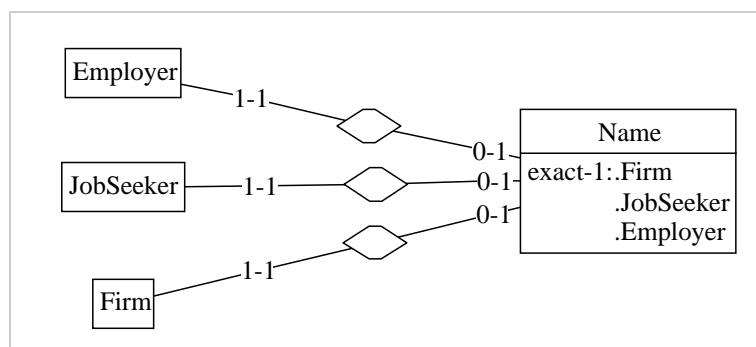 Employer
1-1
0-1
Name
exact-1:.Firm
.JobSeeker
.Employer
JobSeeker
1-1
0-1
Firm
1-1
0-1